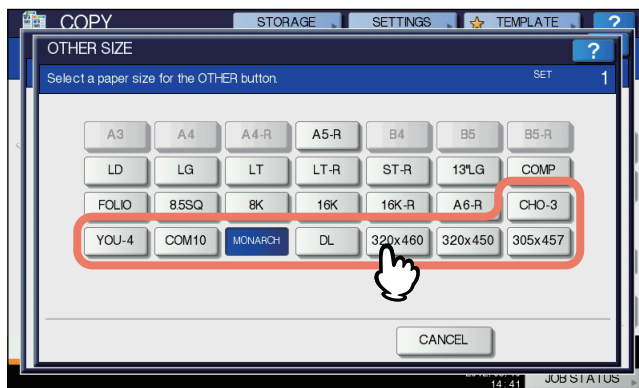 COPY STORAGE SETTINGS TEMPLATE ?
OTHER SIZE ?
Select a paper size for the OTHER button. SET 1
A3 A4 A4-R A5-R B4 B5 B5-R
LD LG LT LT-R ST-R 13"LG COMP
FOLIO 8.5SQ 8K 16K 16K-R A6-R CHO-3
YOU-4 COM10 MONARCH DL 320x460 320x450 305x457
CANCEL
14:41 JOB STATUS